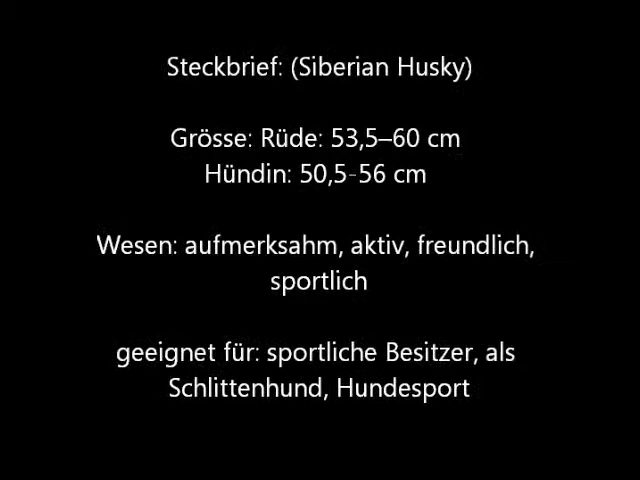 Steckbrief: (Siberian Husky)
Grösse: Rüde: 53,5–60 cm
Hündin: 50,5-56 cm
Wesen: aufmerksahm, aktiv, freundlich,
sportlich
geeignet für: sportliche Besitzer, als
Schlittenhund, Hundesport